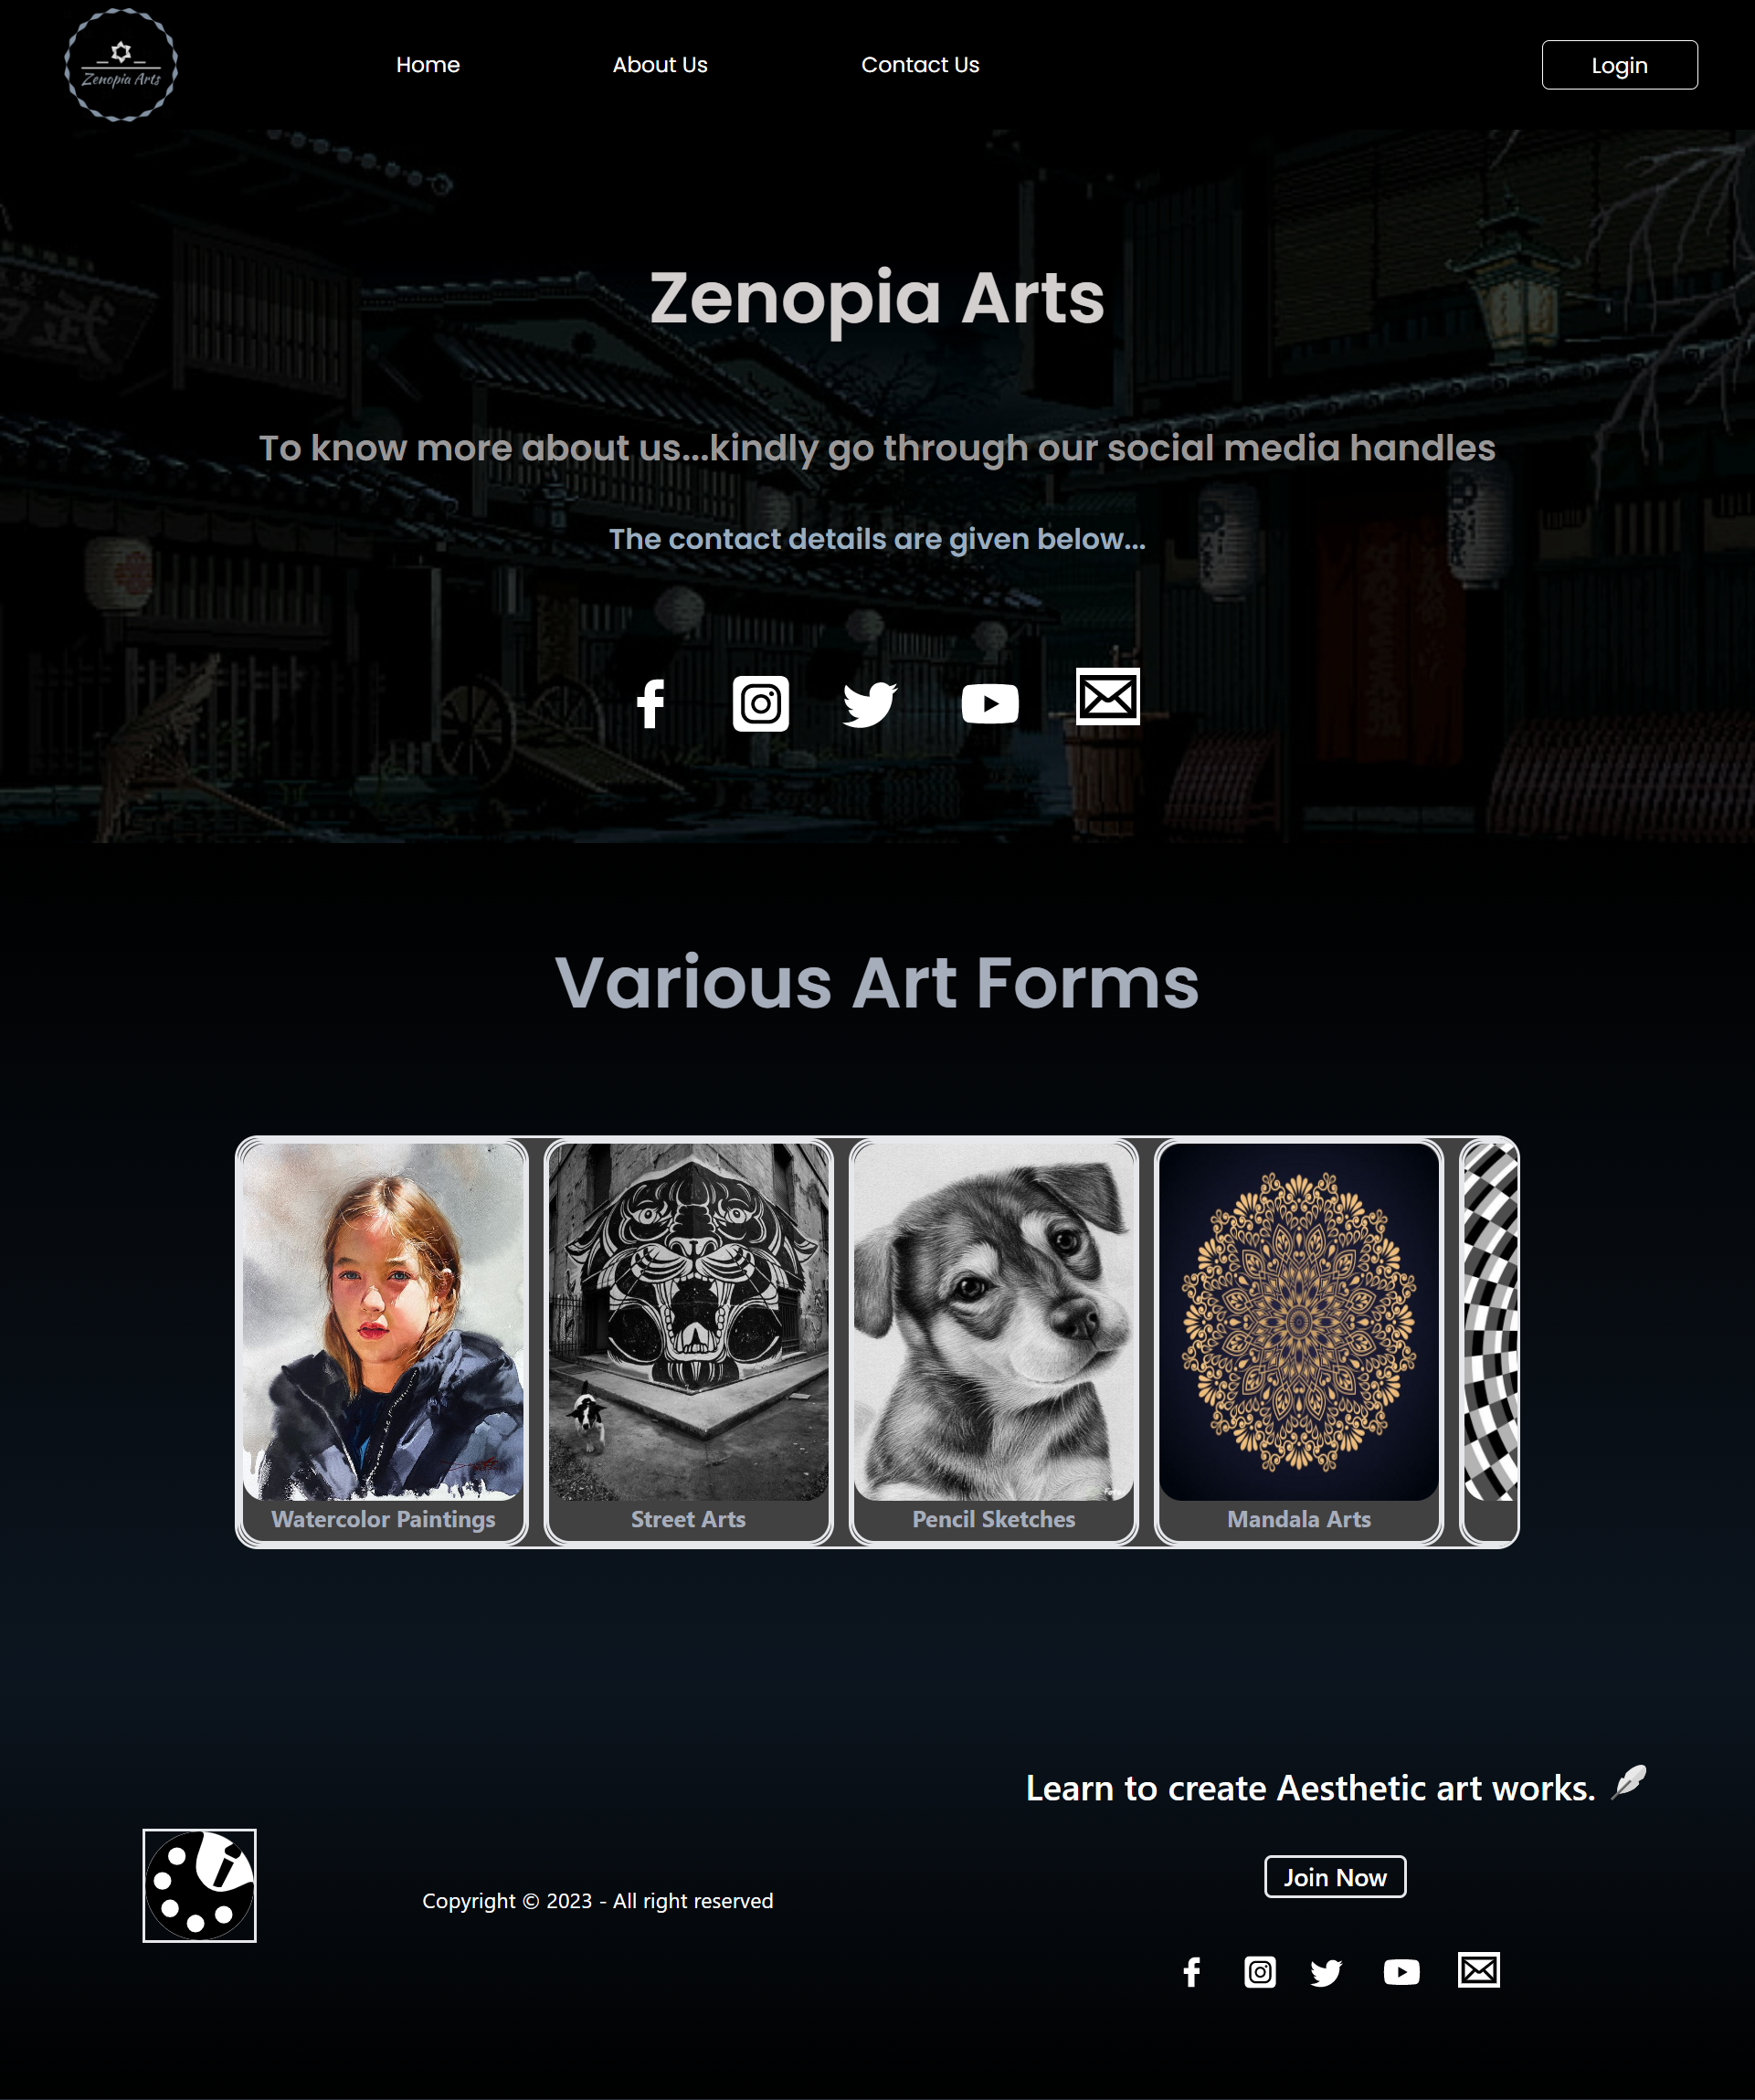 Zenopia Arts
Home
About Us
Contact Us
Login
Zenopia Arts
To know more about us...kindly go through our social media handles
The contact details are given below...
Various Art Forms
Watercolor Paintings
Street Arts
Pencil Sketches
Mandala Arts
Learn to create Aesthetic art works.
Join Now
Copyright © 2023 - All right reserved